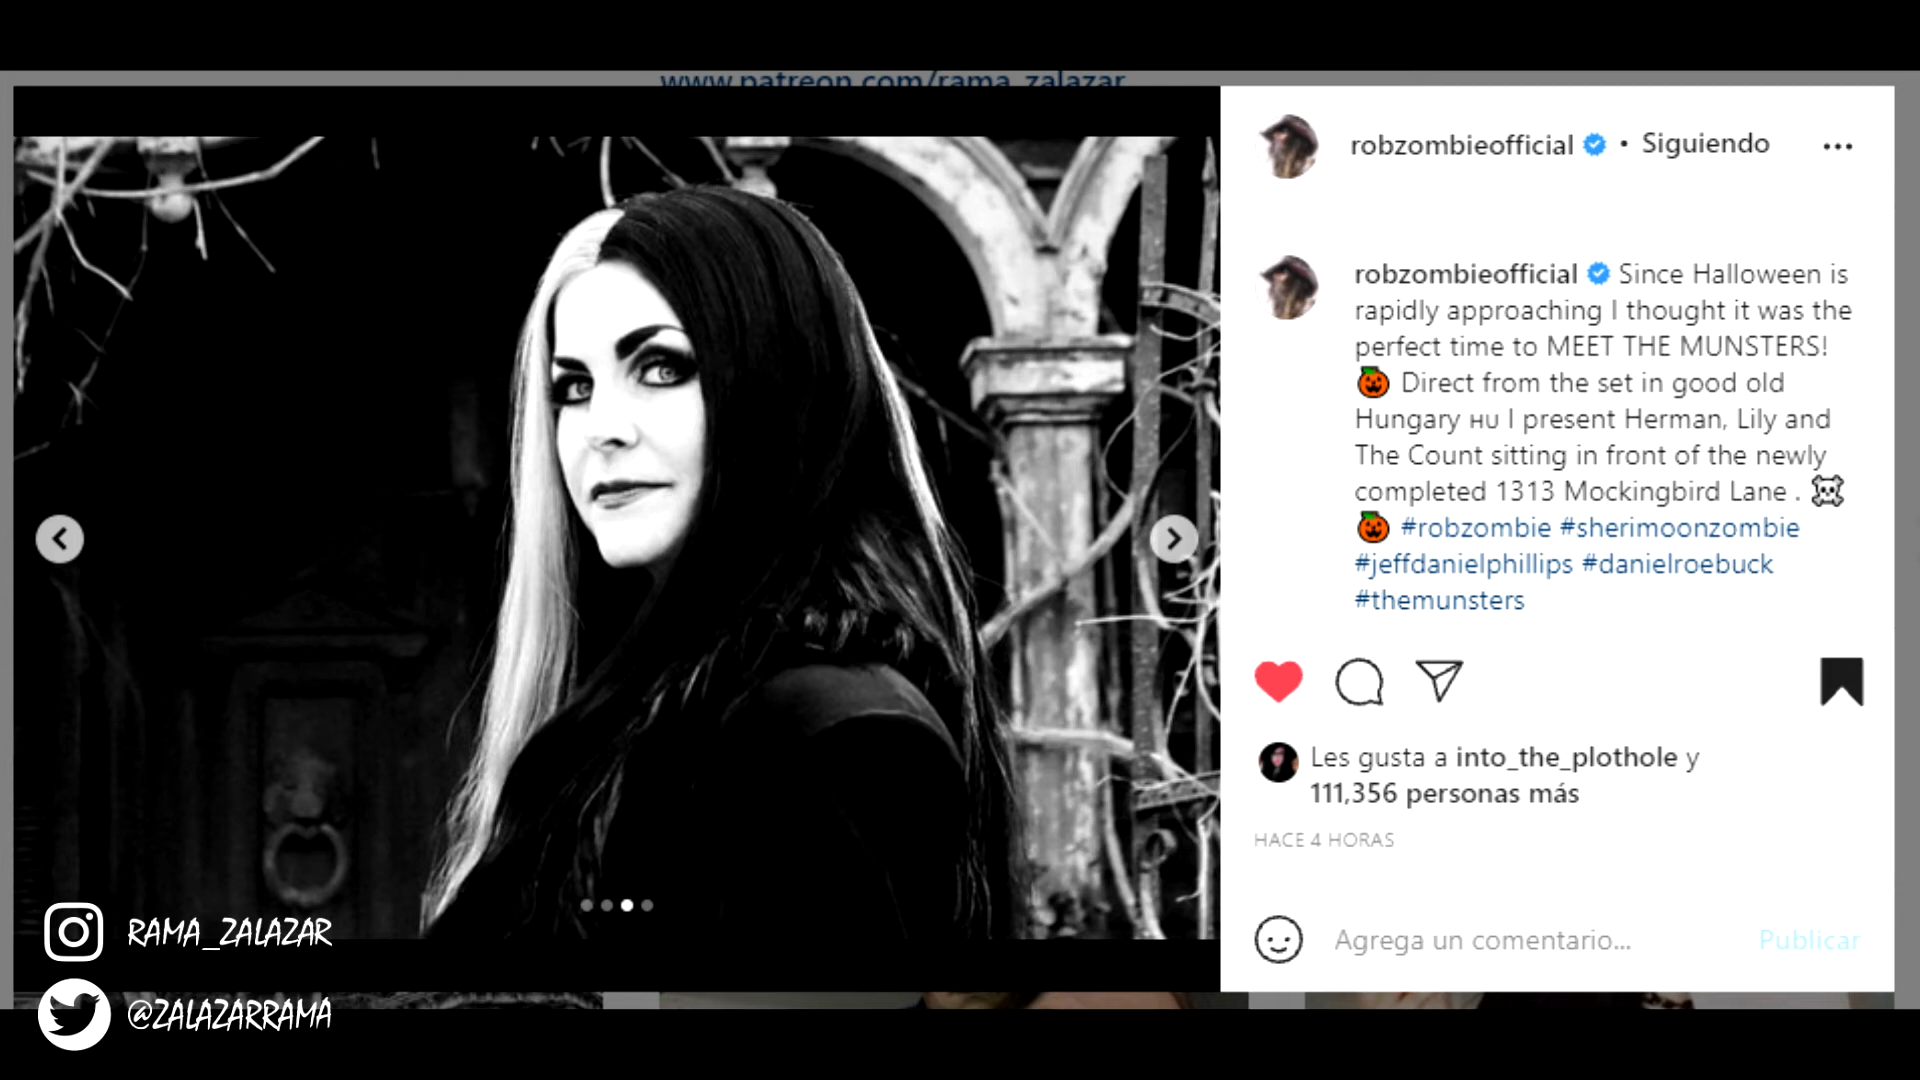 www.patreon.com/rama_zalazar
robzombieofficial • Siguiendo
robzombieofficial Since Halloween is
rapidly approaching I thought it was the
perfect time to MEET THE MUNSTERS!
🎃 Direct from the set in good old
Hungary HU I present Herman, Lily and
The Count sitting in front of the newly
completed 1313 Mockingbird Lane . ☠
🎃 #robzombie #sherimoonzombie
#jeffdanielphillips #danielroebuck
#themunsters
Les gusta a into_the_plothole y
111,356 personas más
HACE 4 HORAS
Agrega un comentario... Publicar
RAMA_ZALAZAR
@ZALAZARRAMA